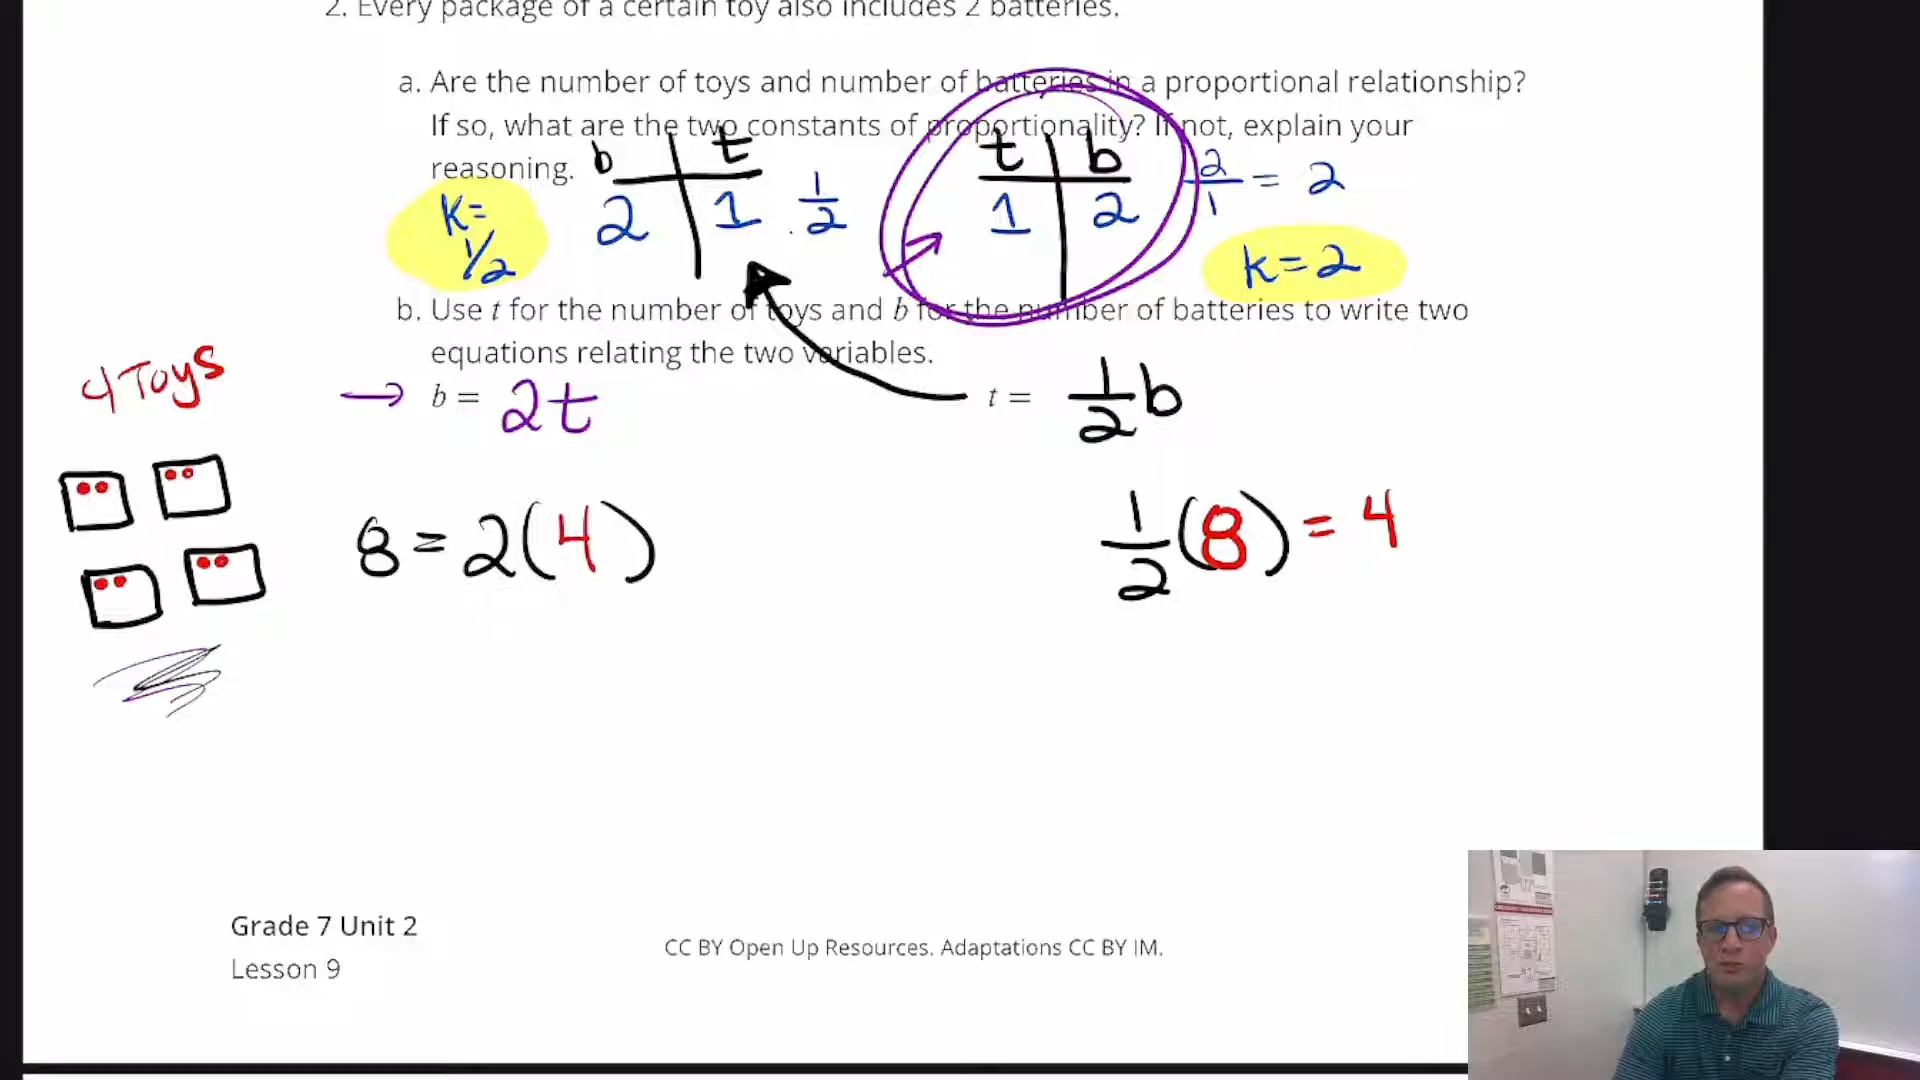 2. Every package of a certain toy also includes 2 batteries.
a. Are the number of toys and number of batteries in a proportional relationship?
If so, what are the two constants of proportionality? If not, explain your
reasoning.
b t
2 1 1/2
k= 1/2
t b
1 2
2/1 = 2
k=2
b. Use t for the number of toys and b for the number of batteries to write two
equations relating the two variables.
4 Toys
→ b = 2t
t = 1/2 b
8 = 2(4)
1/2 (8) = 4
Grade 7 Unit 2
Lesson 9
CC BY Open Up Resources. Adaptations CC BY IM.